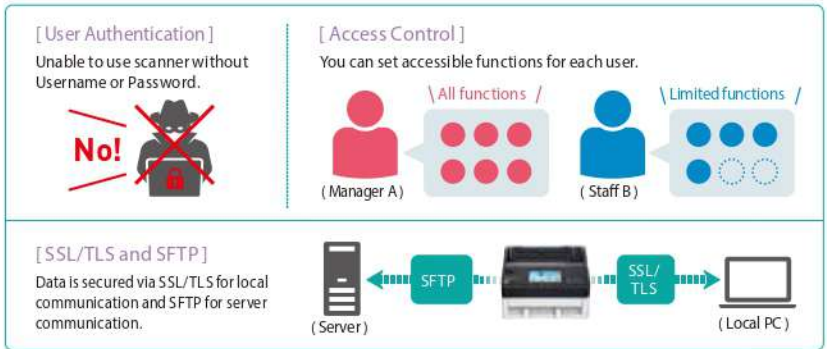 [ User Authentication ]
Unable to use scanner without
Username or Password.
No!
[ Access Control ]
You can set accessible functions for each user.
\ All functions /
\ Limited functions /
( Manager A )
( Staff B )
[ SSL/TLS and SFTP ]
Data is secured via SSL/TLS for local
communication and SFTP for server
communication.
( Server )
SFTP
SSL/
TLS
( Local PC )